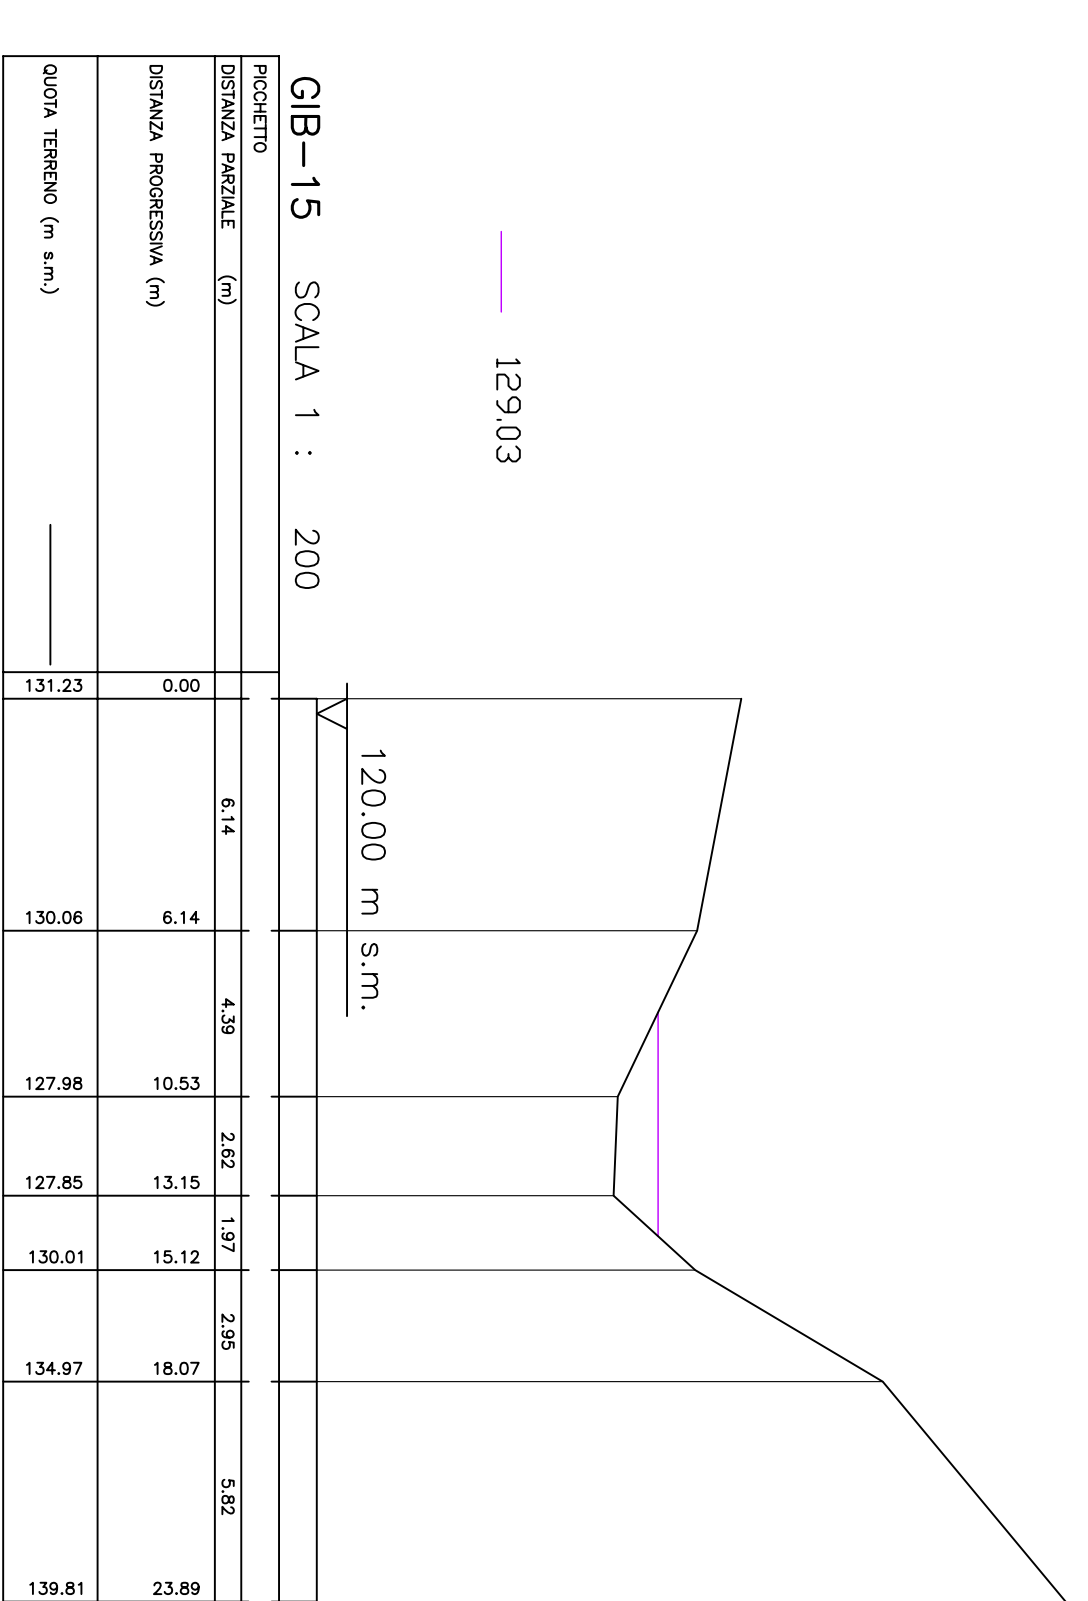 129.03
GIB-15 SCALA 1 : 200
120.00 m s.m.
PICCHETTO
DISTANZA PARZIALE (m) 6.14 4.39 2.62 1.97 2.95 5.82
DISTANZA PROGRESSIVA (m) 0.00 6.14 10.53 13.15 15.12 18.07 23.89
QUOTA TERRENO (m s.m.) 131.23 130.06 127.98 127.85 130.01 134.97 139.81